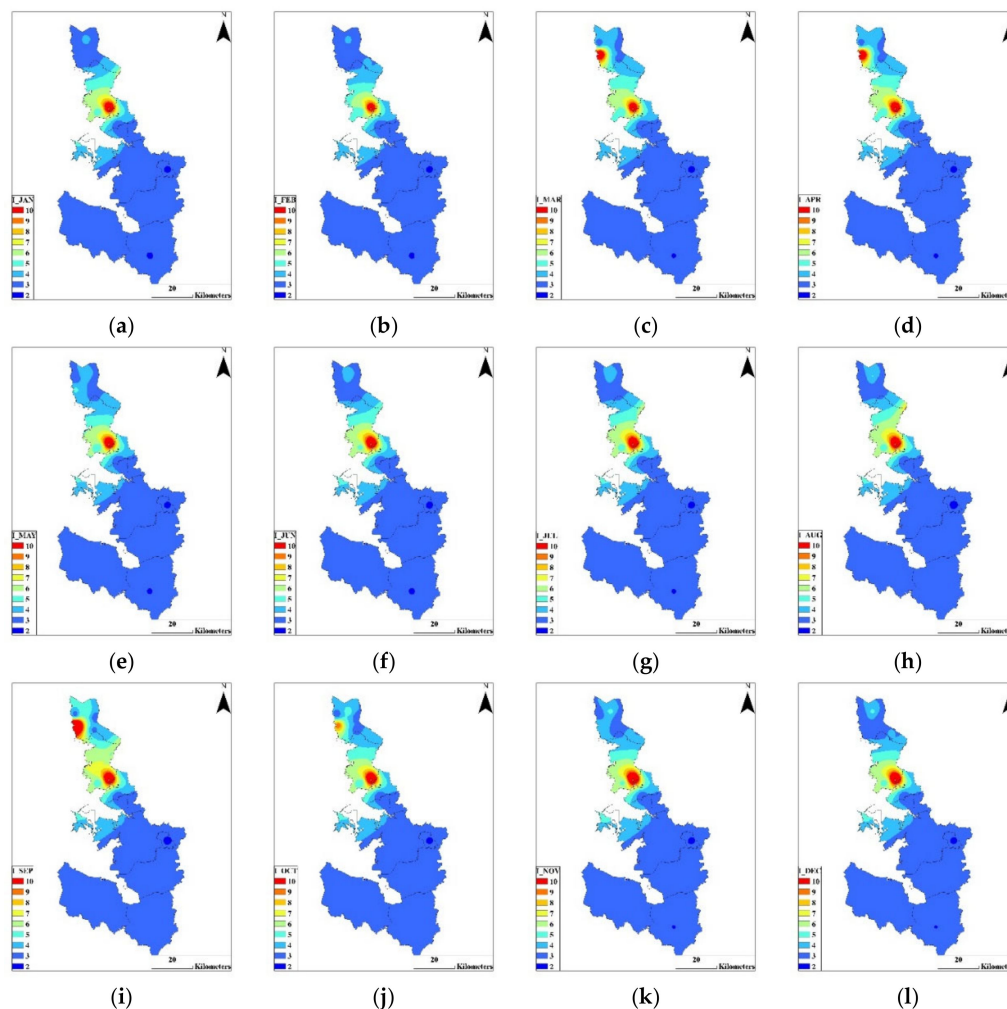 N N N N
I_JAN I_FEB I_MAR I_APR
10 10 10 10
9 9 9 9
8 8 8 8
7 7 7 7
6 6 6 6
5 5 5 5
4 4 4 4
3 3 3 3
2 2 2 2
20 20 20 20
Kilometers Kilometers Kilometers Kilometers
(a) (b) (c) (d)
N N N N
I_MAY I_JUN I_JUL I_AUG
10 10 10 10
9 9 9 9
8 8 8 8
7 7 7 7
6 6 6 6
5 5 5 5
4 4 4 4
3 3 3 3
2 2 2 2
20 20 20 20
Kilometers Kilometers Kilometers Kilometers
(e) (f) (g) (h)
N N N N
I_SEP I_OCT I_NOV I_DEC
10 10 10 10
9 9 9 9
8 8 8 8
7 7 7 7
6 6 6 6
5 5 5 5
4 4 4 4
3 3 3 3
2 2 2 2
20 20 20 20
Kilometers Kilometers Kilometers Kilometers
(i) (j) (k) (l)